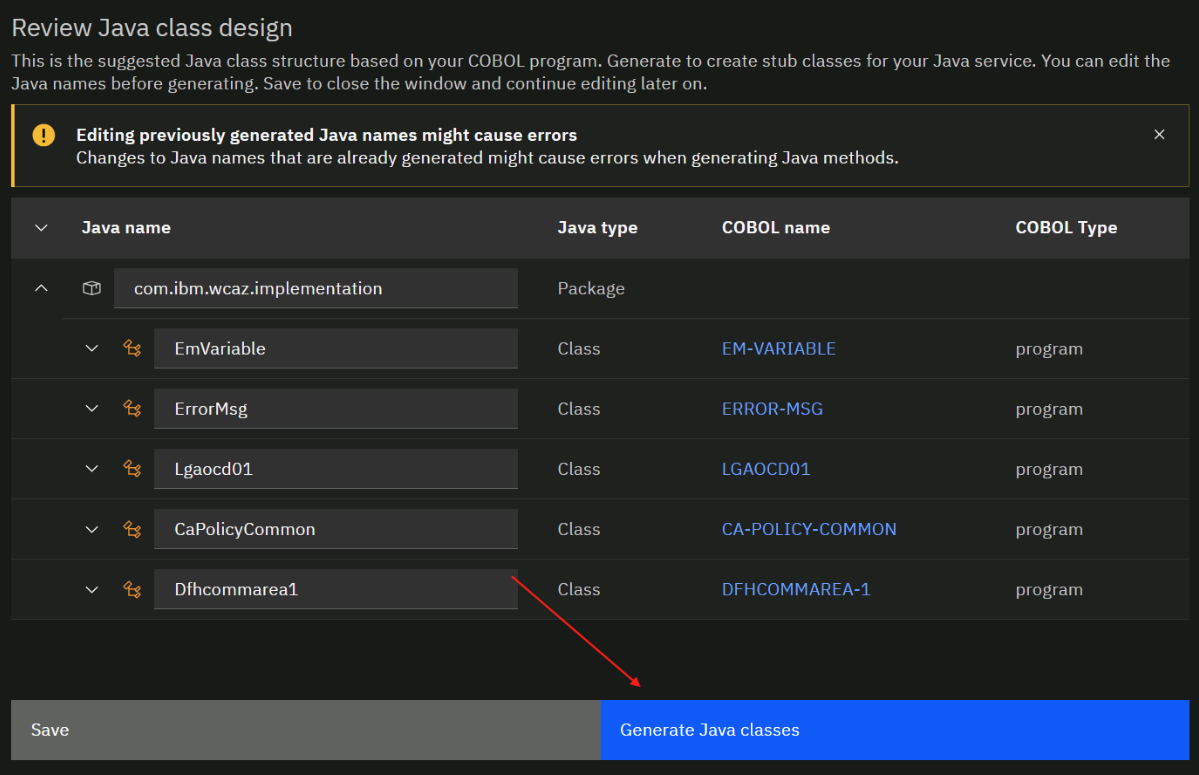 Review Java class design
This is the suggested Java class structure based on your COBOL program. Generate to create stub classes for your Java service. You can edit the
Java names before generating. Save to close the window and continue editing later on.
Editing previously generated Java names might cause errors
Changes to Java names that are already generated might cause errors when generating Java methods.
Java name Java type COBOL name COBOL Type
com.ibm.wcaz.implementation Package
EmVariable Class EM-VARIABLE program
ErrorMsg Class ERROR-MSG program
Lgaocd01 Class LGAOCD01 program
CaPolicyCommon Class CA-POLICY-COMMON program
Dfhcommarea1 Class DFHCOMMAREA-1 program
Save Generate Java classes